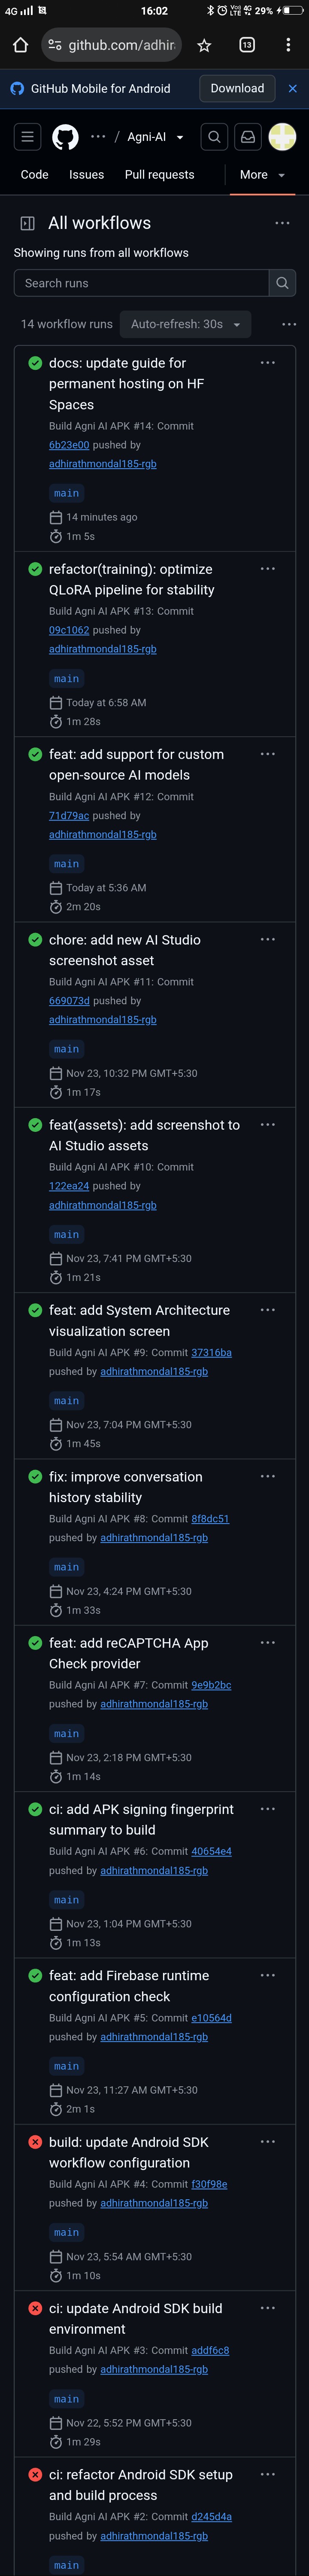 4G 16:02 Vo) LTE 4G 29%
github.com/adhir 13
GitHub Mobile for Android Download
/ Agni-AI
Code Issues Pull requests More
All workflows
Showing runs from all workflows
Search runs
14 workflow runs Auto-refresh: 30s
docs: update guide for
permanent hosting on HF
Spaces
Build Agni AI APK #14: Commit
6b23e00 pushed by
adhirathmondal185-rgb
main
14 minutes ago
1m 5s
refactor(training): optimize
QLoRA pipeline for stability
Build Agni AI APK #13: Commit
09c1062 pushed by
adhirathmondal185-rgb
main
Today at 6:58 AM
1m 28s
feat: add support for custom
open-source AI models
Build Agni AI APK #12: Commit
71d79ac pushed by
adhirathmondal185-rgb
main
Today at 5:36 AM
2m 20s
chore: add new AI Studio
screenshot asset
Build Agni AI APK #11: Commit
669073d pushed by
adhirathmondal185-rgb
main
Nov 23, 10:32 PM GMT+5:30
1m 17s
feat(assets): add screenshot to
AI Studio assets
Build Agni AI APK #10: Commit
122ea24 pushed by
adhirathmondal185-rgb
main
Nov 23, 7:41 PM GMT+5:30
1m 21s
feat: add System Architecture
visualization screen
Build Agni AI APK #9: Commit 37316ba
pushed by adhirathmondal185-rgb
main
Nov 23, 7:04 PM GMT+5:30
1m 45s
fix: improve conversation
history stability
Build Agni AI APK #8: Commit 8f8dc51
pushed by adhirathmondal185-rgb
main
Nov 23, 4:24 PM GMT+5:30
1m 33s
feat: add reCAPTCHA App
Check provider
Build Agni AI APK #7: Commit 9e9b2bc
pushed by adhirathmondal185-rgb
main
Nov 23, 2:18 PM GMT+5:30
1m 14s
ci: add APK signing fingerprint
summary to build
Build Agni AI APK #6: Commit 40654e4
pushed by adhirathmondal185-rgb
main
Nov 23, 1:04 PM GMT+5:30
1m 13s
feat: add Firebase runtime
configuration check
Build Agni AI APK #5: Commit e10564d
pushed by adhirathmondal185-rgb
main
Nov 23, 11:27 AM GMT+5:30
2m 1s
build: update Android SDK
workflow configuration
Build Agni AI APK #4: Commit f30f98e
pushed by adhirathmondal185-rgb
main
Nov 23, 5:54 AM GMT+5:30
1m 10s
ci: update Android SDK build
environment
Build Agni AI APK #3: Commit addf6c8
pushed by adhirathmondal185-rgb
main
Nov 22, 5:52 PM GMT+5:30
1m 29s
ci: refactor Android SDK setup
and build process
Build Agni AI APK #2: Commit d245d4a
pushed by adhirathmondal185-rgb
main